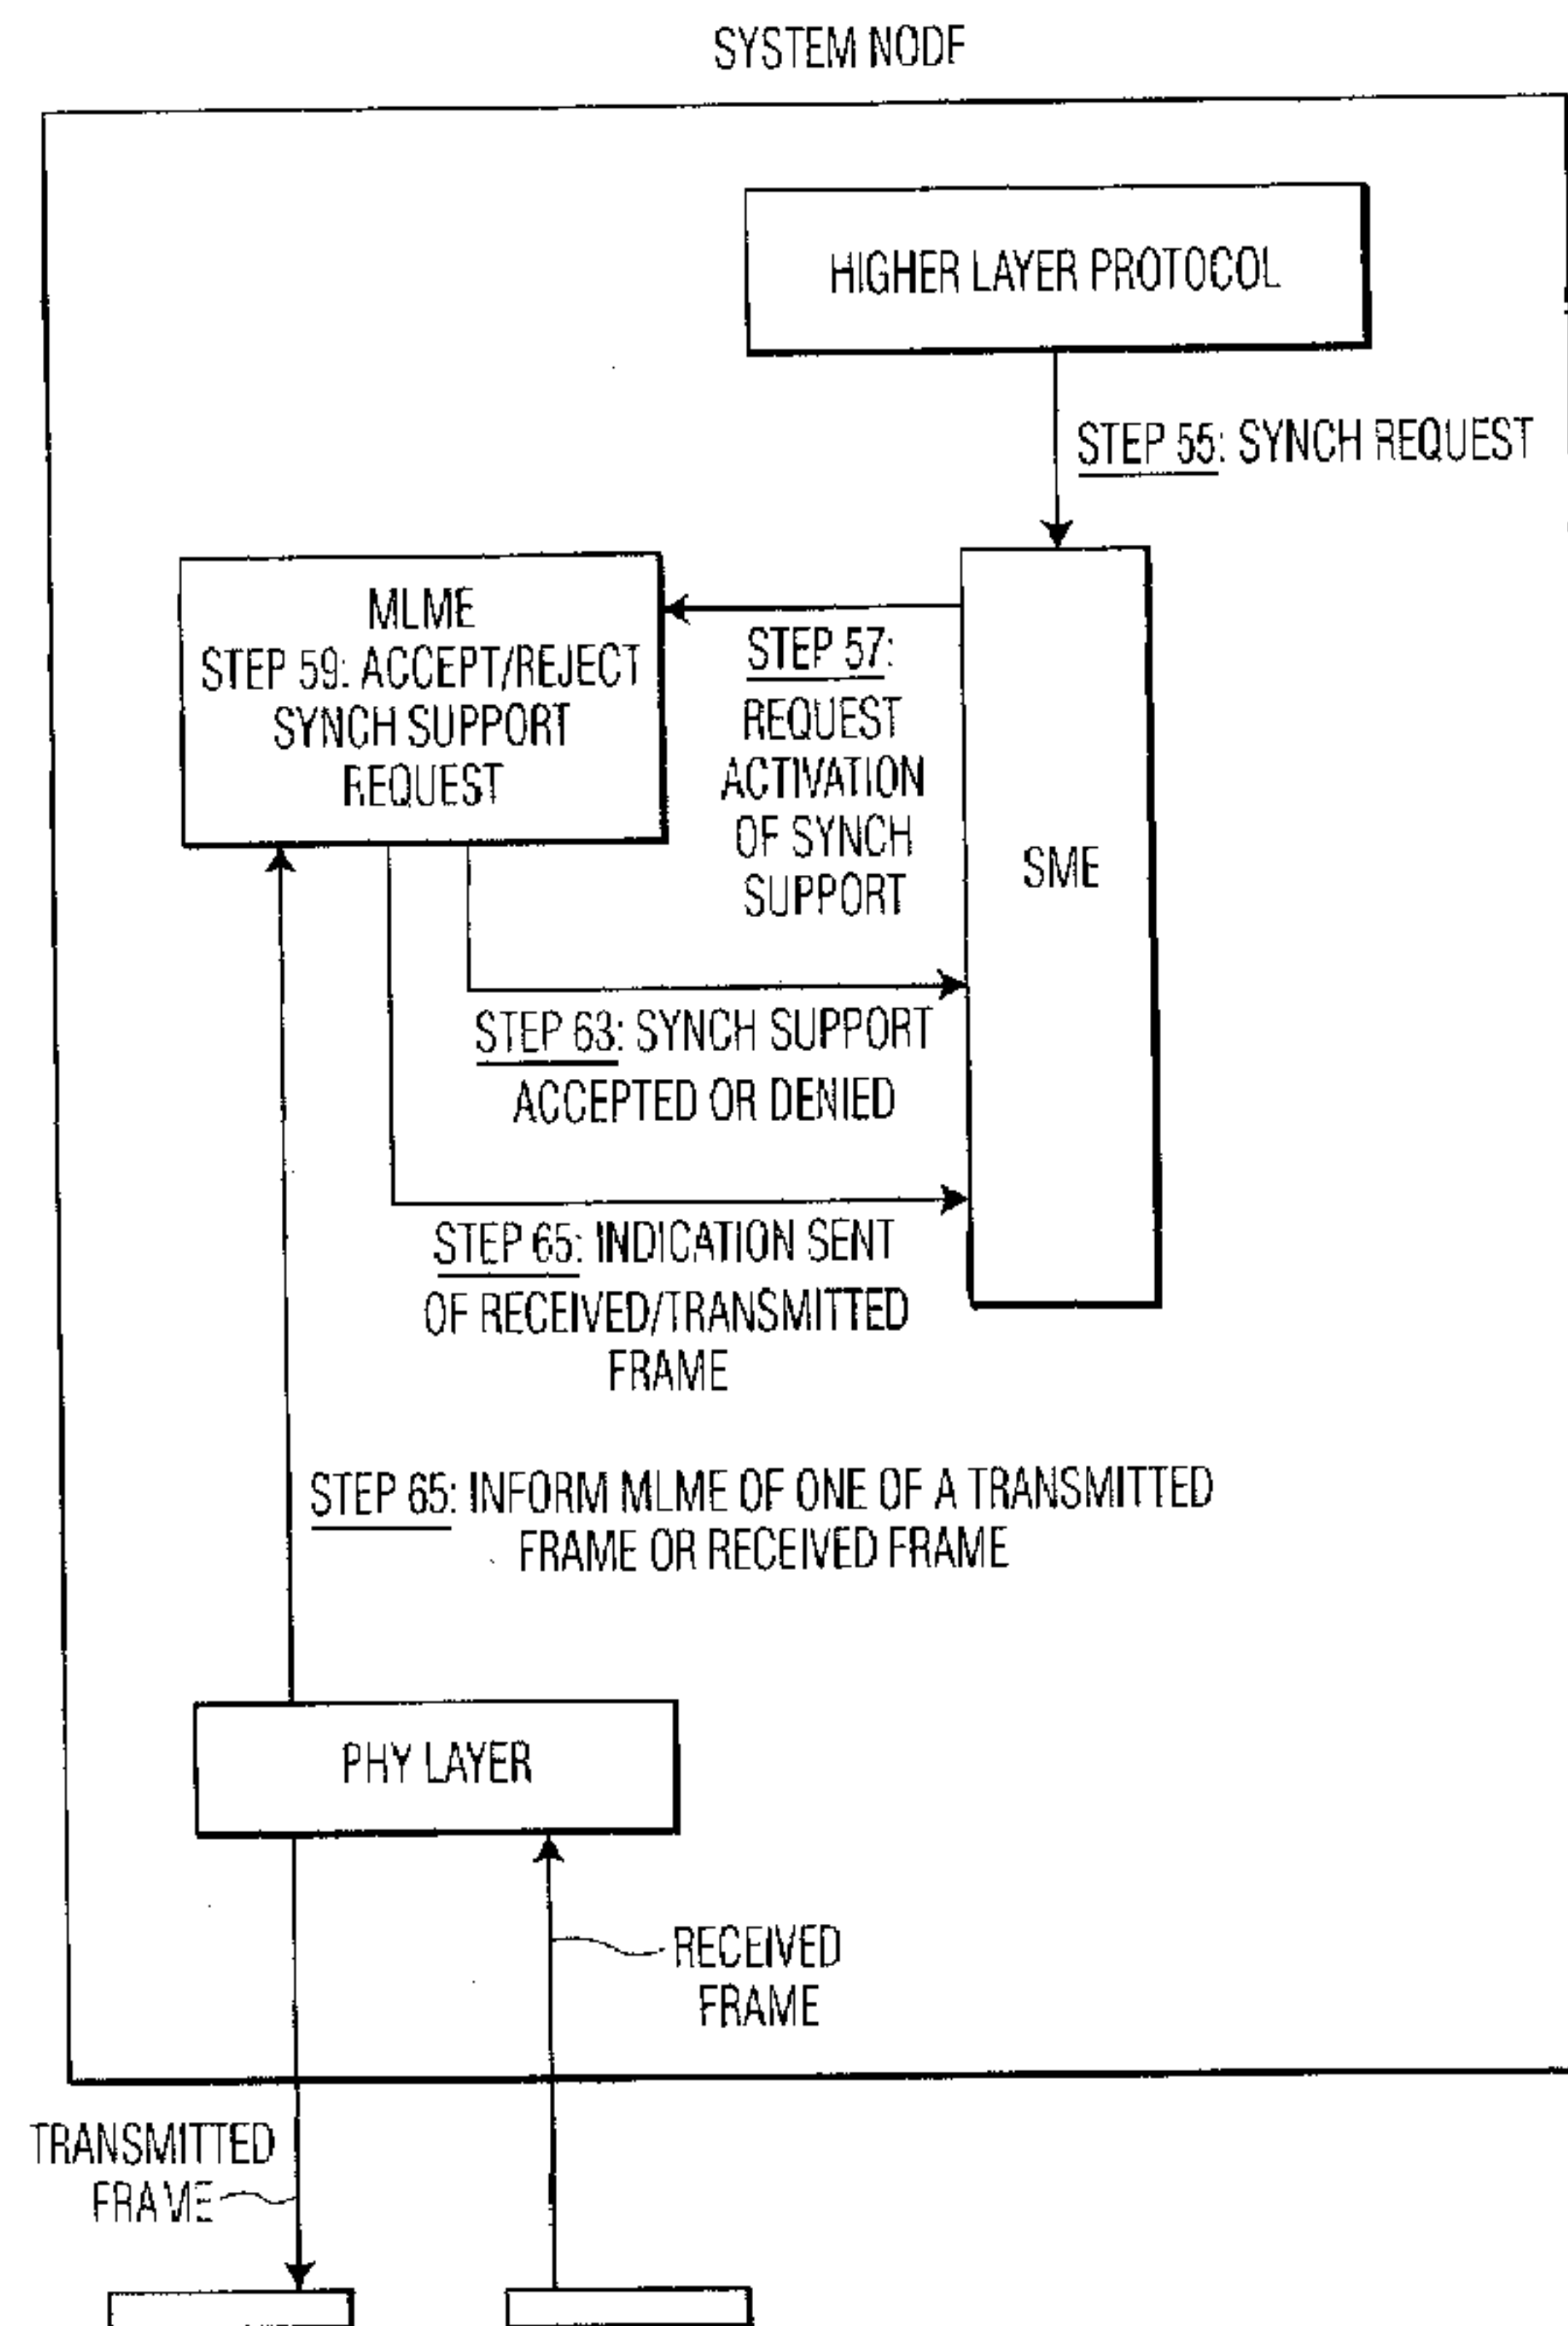 SYSTEM NODE
HIGHER LAYER PROTOCOL
STEP 55: SYNCH REQUEST
MLME
STEP 59: ACCEPT/REJECT
SYNCH SUPPORT
REQUEST
STEP 57:
REQUEST
ACTIVATION
OF SYNCH
SUPPORT
SME
STEP 63: SYNCH SUPPORT
ACCEPTED OR DENIED
STEP 65: INDICATION SENT
OF RECEIVED/TRANSMITTED
FRAME
STEP 65: INFORM MLME OF ONE OF A TRANSMITTED
FRAME OR RECEIVED FRAME
PHY LAYER
RECEIVED
FRAME
TRANSMITTED
FRAME